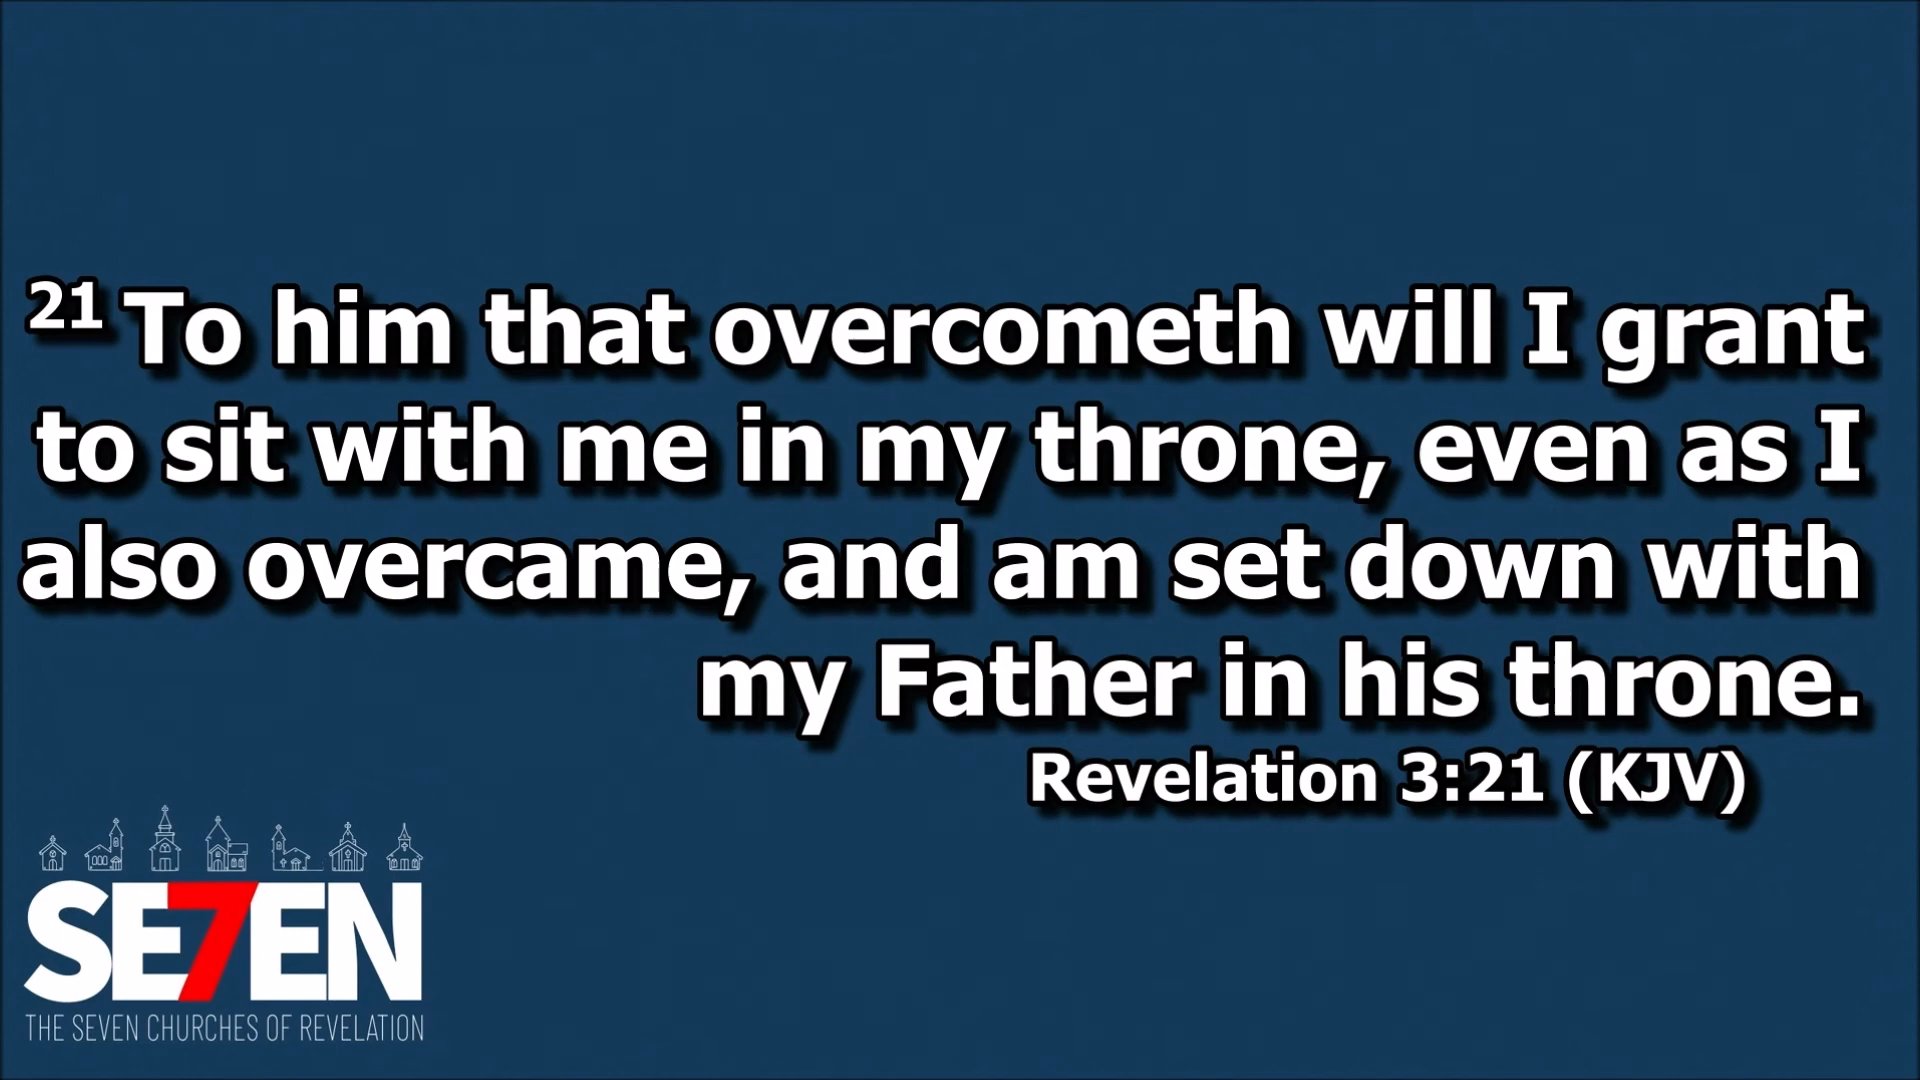 21 To him that overcometh will I grant
to sit with me in my throne, even as I
also overcame, and am set down with
my Father in his throne.
Revelation 3:21 (KJV)
SE7EN
THE SEVEN CHURCHES OF REVELATION